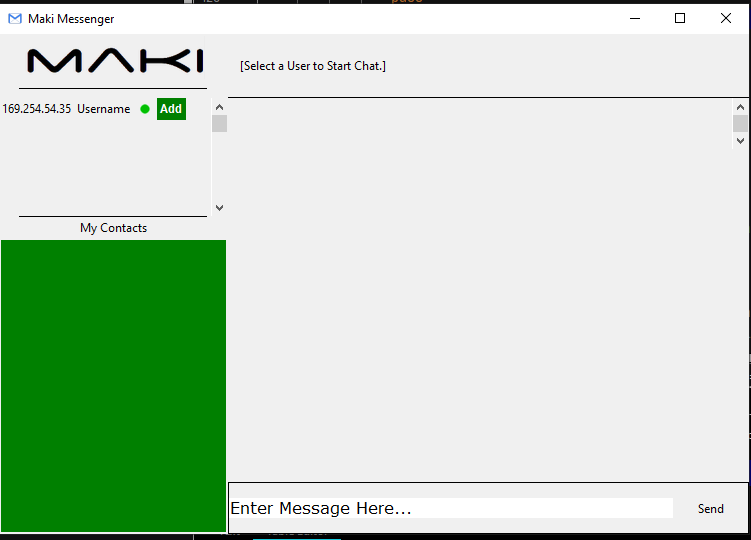 Maki Messenger
MAKI
[Select a User to Start Chat.]
169.254.54.35 Username Add
My Contacts
Enter Message Here...
Send